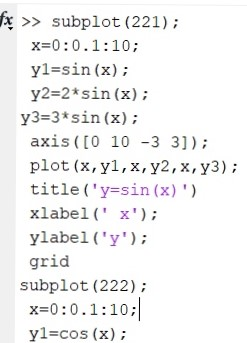 fx >> subplot(221);
x=0:0.1:10;
y1=sin(x);
y2=2*sin(x);
y3=3*sin(x);
axis([0 10 -3 3]);
plot(x,y1,x,y2,x,y3);
title('y=sin(x)')
xlabel(' x');
ylabel('y');
grid
subplot(222);
x=0:0.1:10;
y1=cos(x);